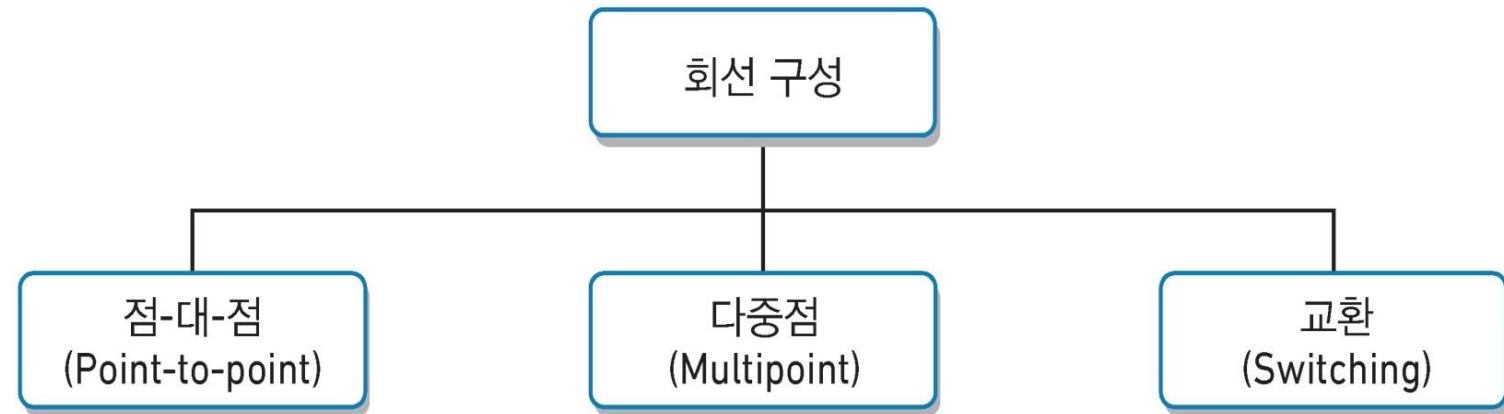 회선 구성
점-대-점
(Point-to-point)
다중점
(Multipoint)
교환
(Switching)